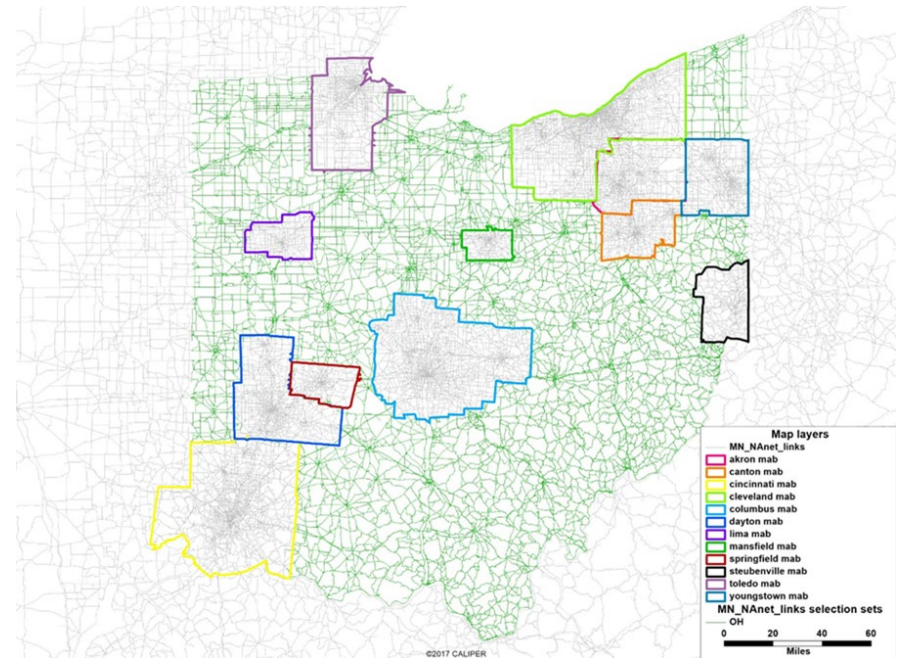 Map layers
MN_NAnet_links
akron mab
canton mab
cincinnati mab
cleveland mab
columbus mab
dayton mab
lima mab
mansfield mab
springfield mab
steubenville mab
toledo mab
youngstown mab
MN_NAnet_links selection sets
OH
0 20 40 60
Miles
©2017 CALIPER